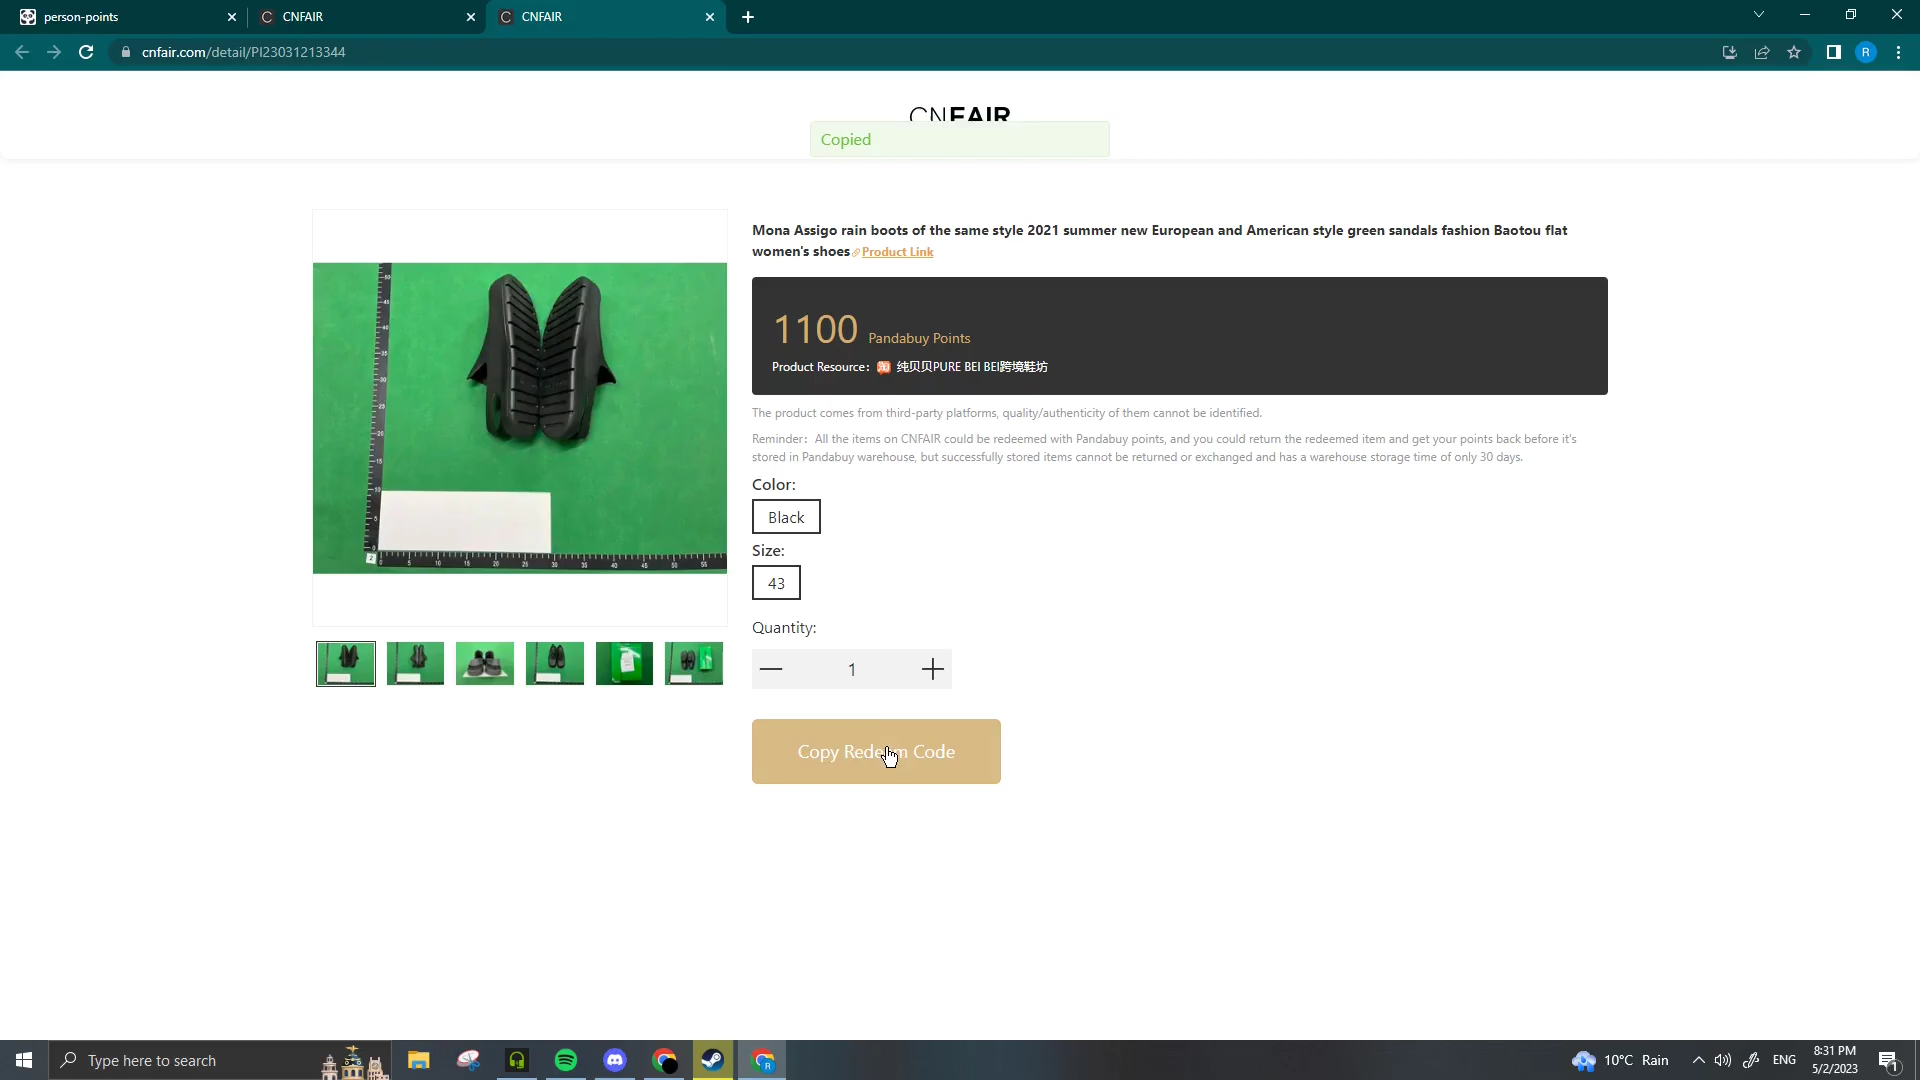 person-points
CNFAIR
CNFAIR
cnfair.com/detail/PI23031213344
R
CNFAIR
Copied
Mona Assigo rain boots of the same style 2021 summer new European and American style green sandals fashion Baotou flat
women's shoes Product Link
1100 Pandabuy Points
Product Resource: 淘 纯贝贝PURE BEI BEI跨境鞋坊
The product comes from third-party platforms, quality/authenticity of them cannot be identified.
Reminder: All the items on CNFAIR could be redeemed with Pandabuy points, and you could return the redeemed item and get your points back before it's
stored in Pandabuy warehouse, but successfully stored items cannot be returned or exchanged and has a warehouse storage time of only 30 days.
Color:
Black
Size:
43
Quantity:
1
Copy Redeem Code
Type here to search
10°C Rain
ENG
8:31 PM
5/2/2023
1